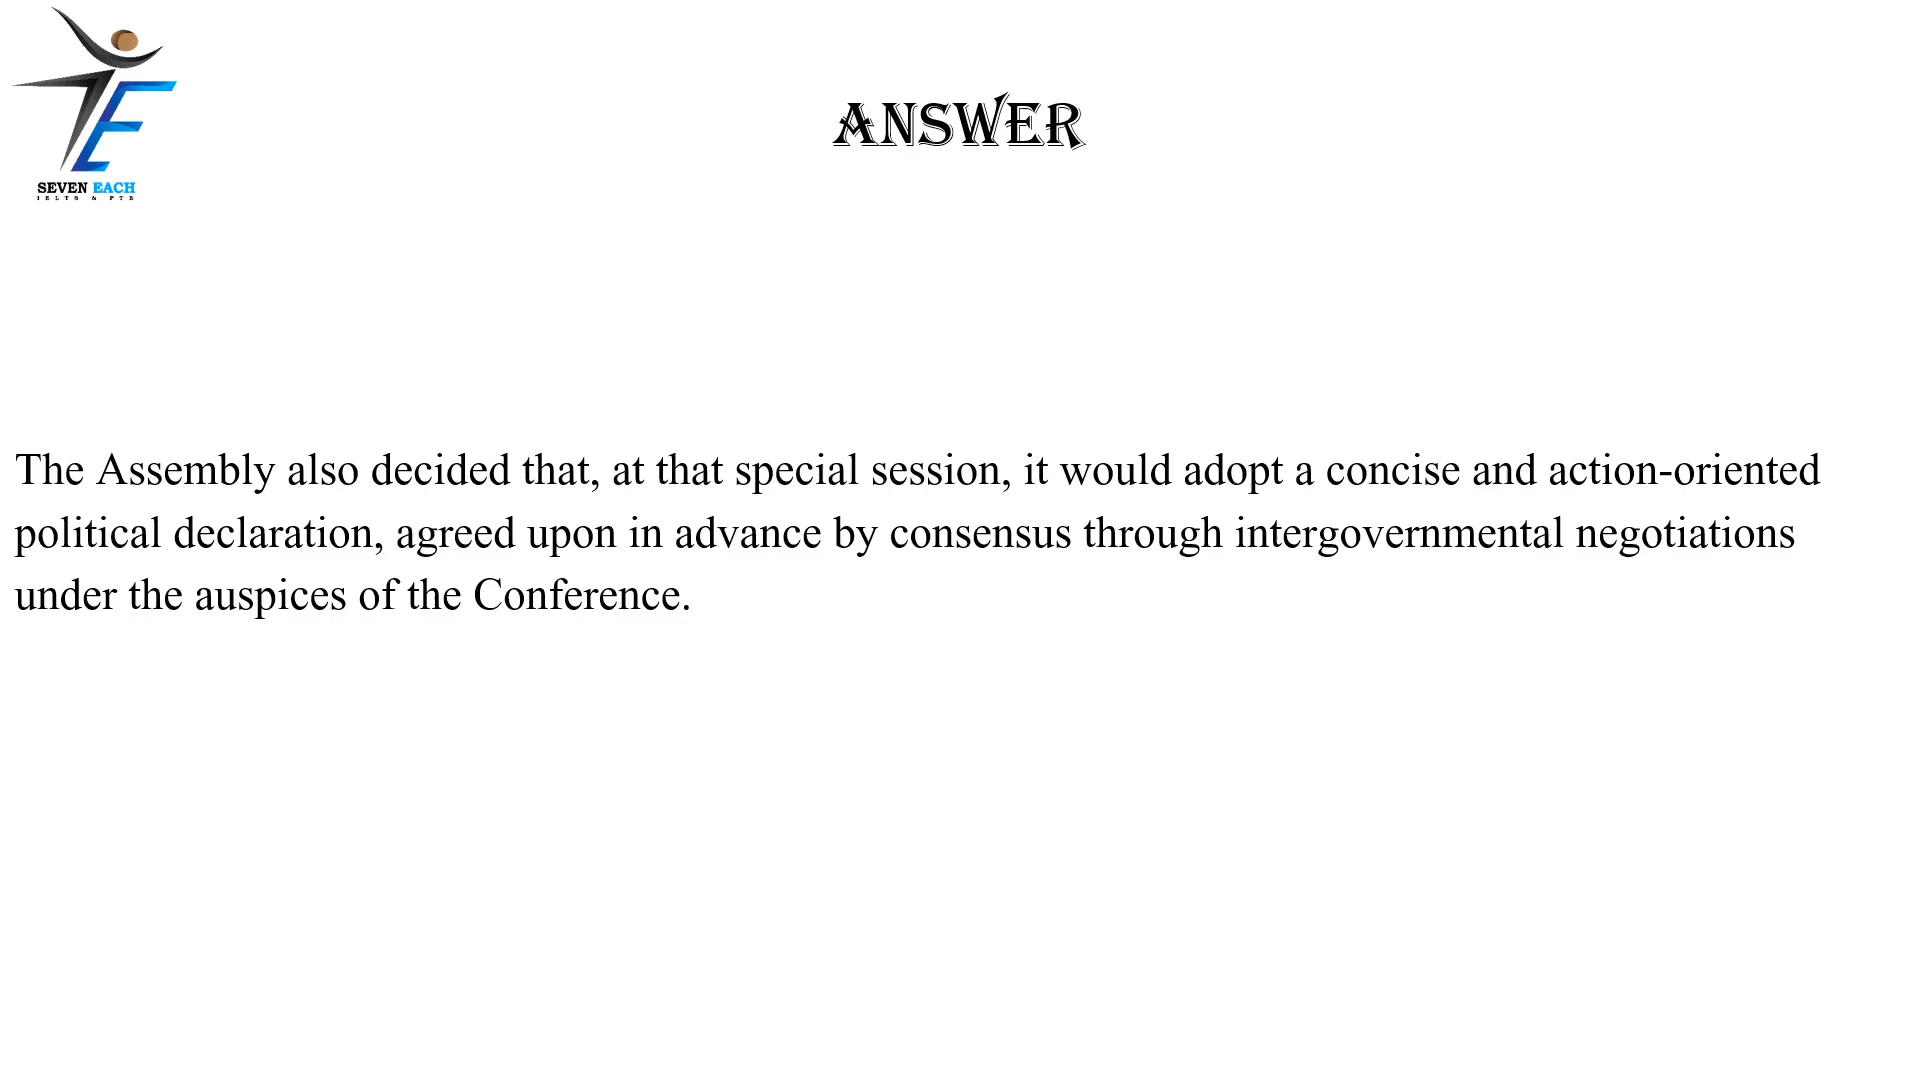 SEVEN EACH
IELTS & PTE
ANSWER
The Assembly also decided that, at that special session, it would adopt a concise and action-oriented
political declaration, agreed upon in advance by consensus through intergovernmental negotiations
under the auspices of the Conference.